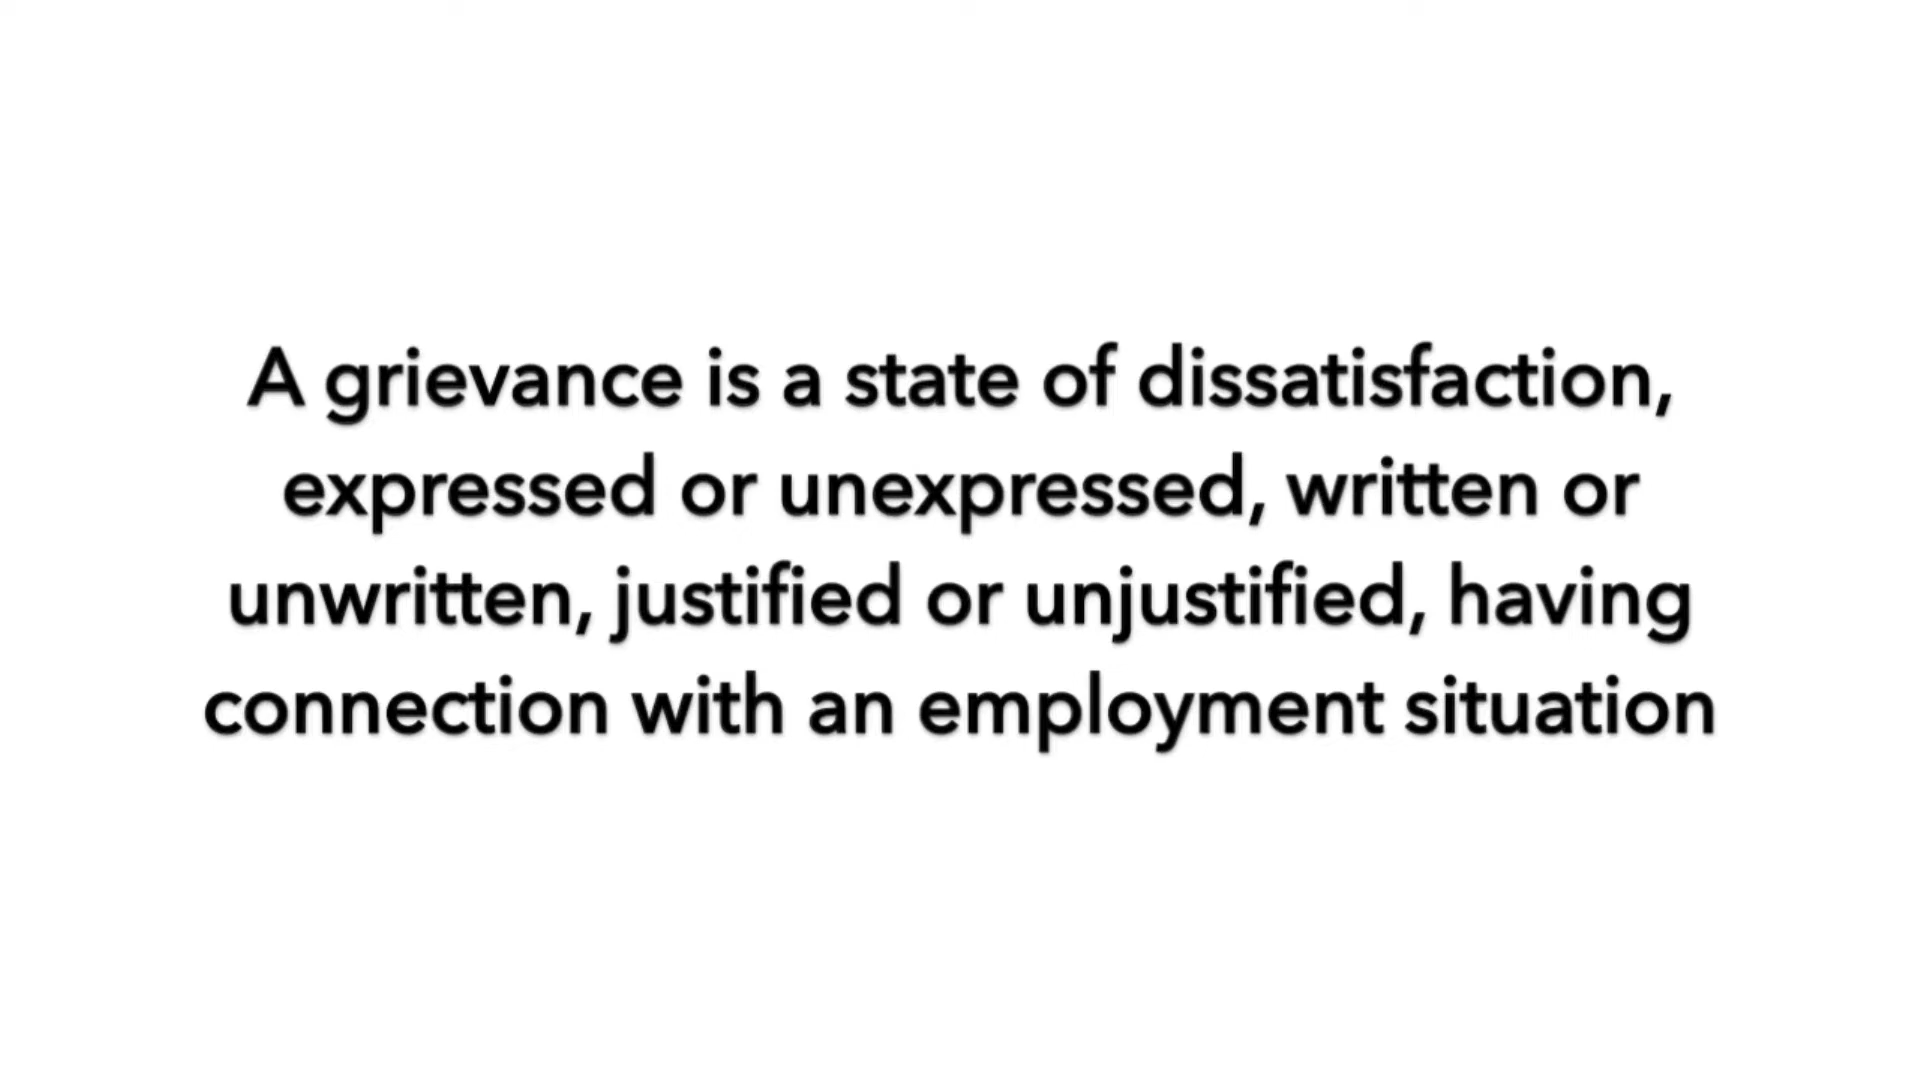 A grievance is a state of dissatisfaction,
expressed or unexpressed, written or
unwritten, justified or unjustified, having
connection with an employment situation